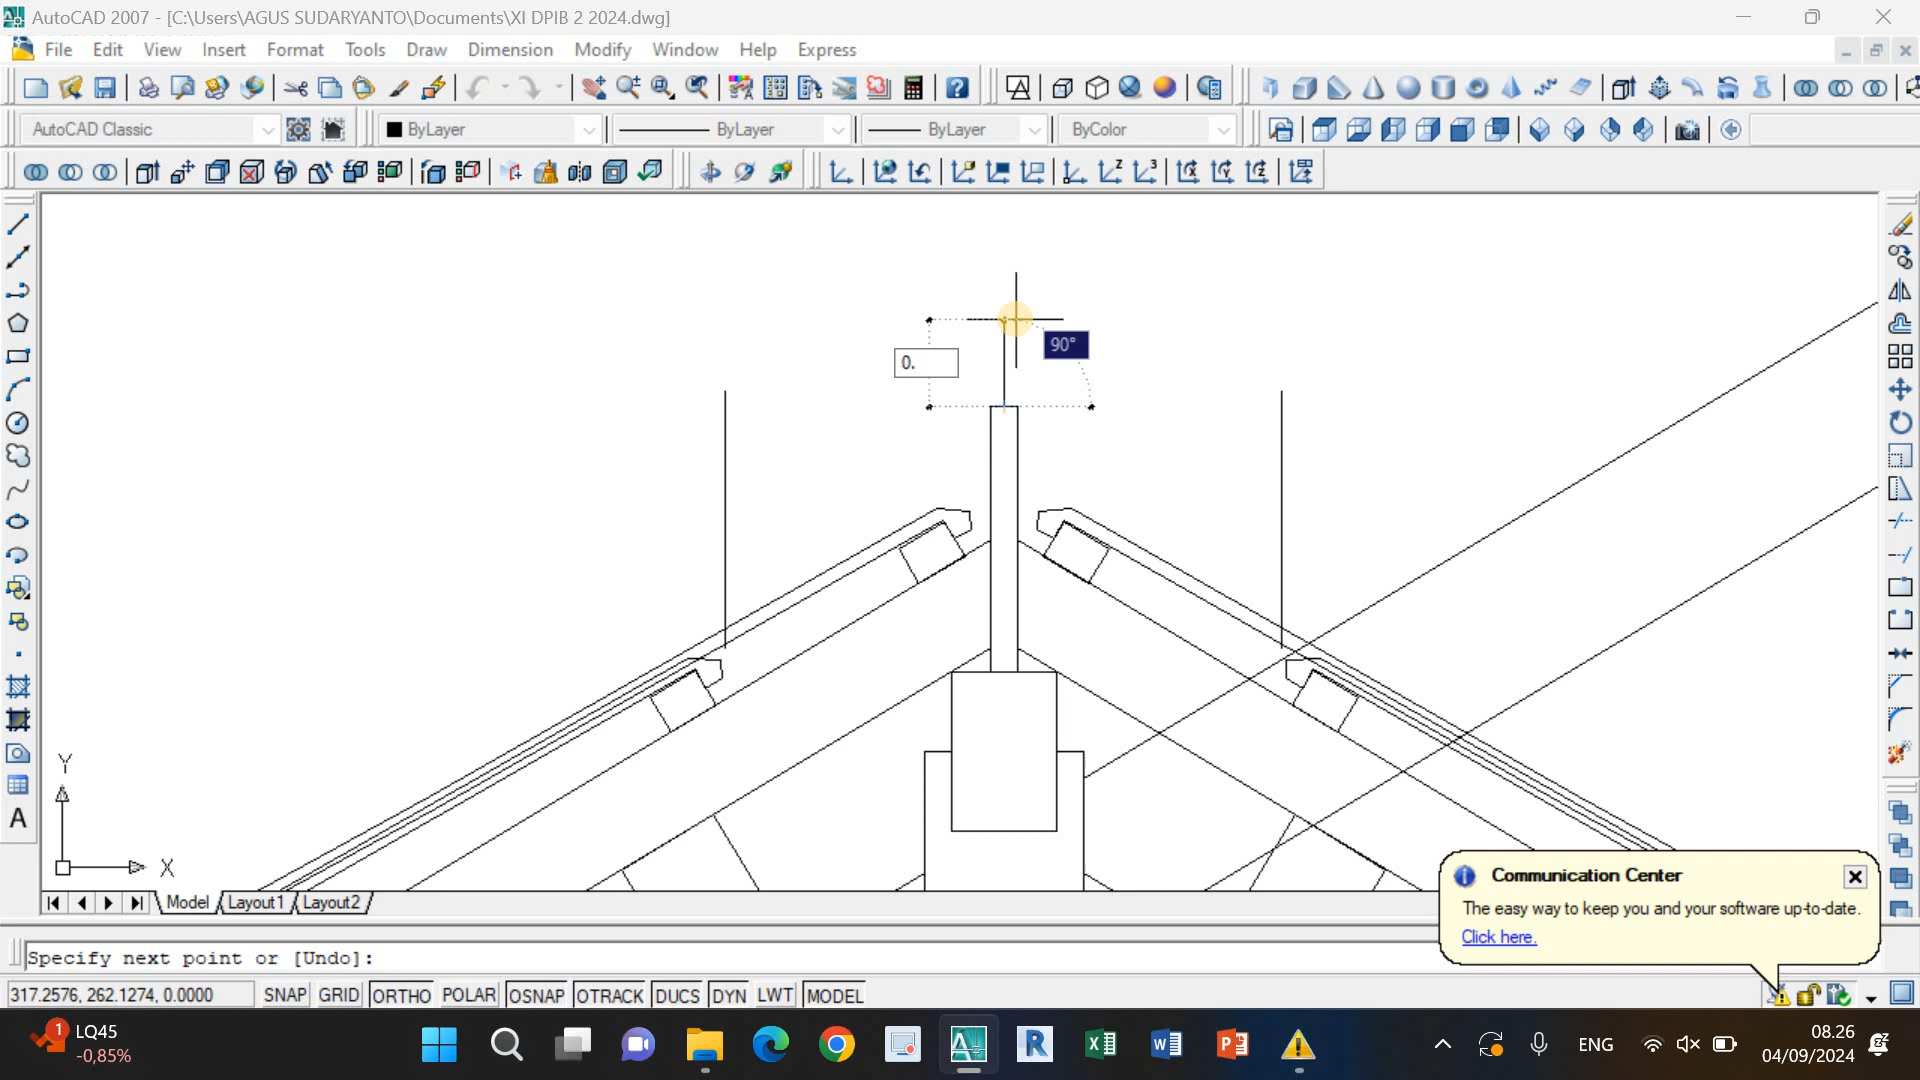 AutoCAD 2007 - [C:\Users\AGUS SUDARYANTO\Documents\XI DPIB 2 2024.dwg]
File Edit View Insert Format Tools Draw Dimension Modify Window Help Express
AutoCAD Classic ByLayer ByLayer ByLayer ByColor
90°
0.
Y
X
Model Layout1 Layout2
Communication Center
The easy way to keep you and your software up-to-date.
Click here.
Specify next point or [Undo]:
317.2576, 262.1274, 0.0000 SNAP GRID ORTHO POLAR OSNAP OTRACK DUCS DYN LWT MODEL
1 LQ45
-0,85%
ENG
08.26
04/09/2024